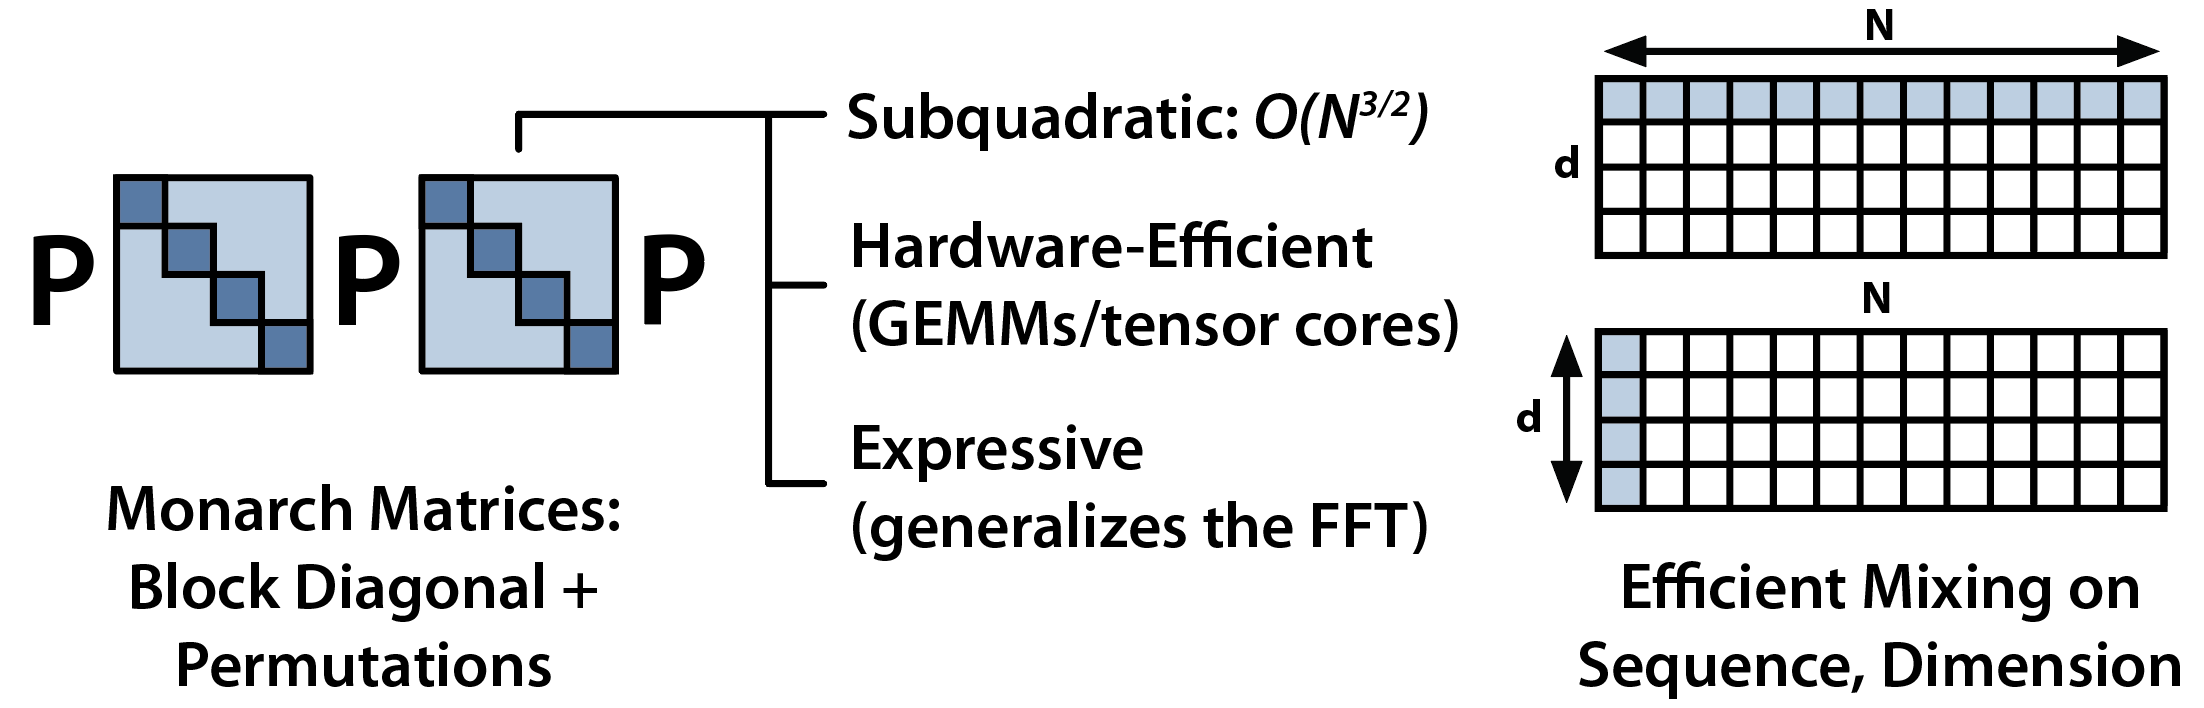 P P P
Monarch Matrices:
Block Diagonal +
Permutations
Subquadratic: O(N^{3/2})
Hardware-Efficient
(GEMMs/tensor cores)
Expressive
(generalizes the FFT)
N
d
N
d
Efficient Mixing on
Sequence, Dimension